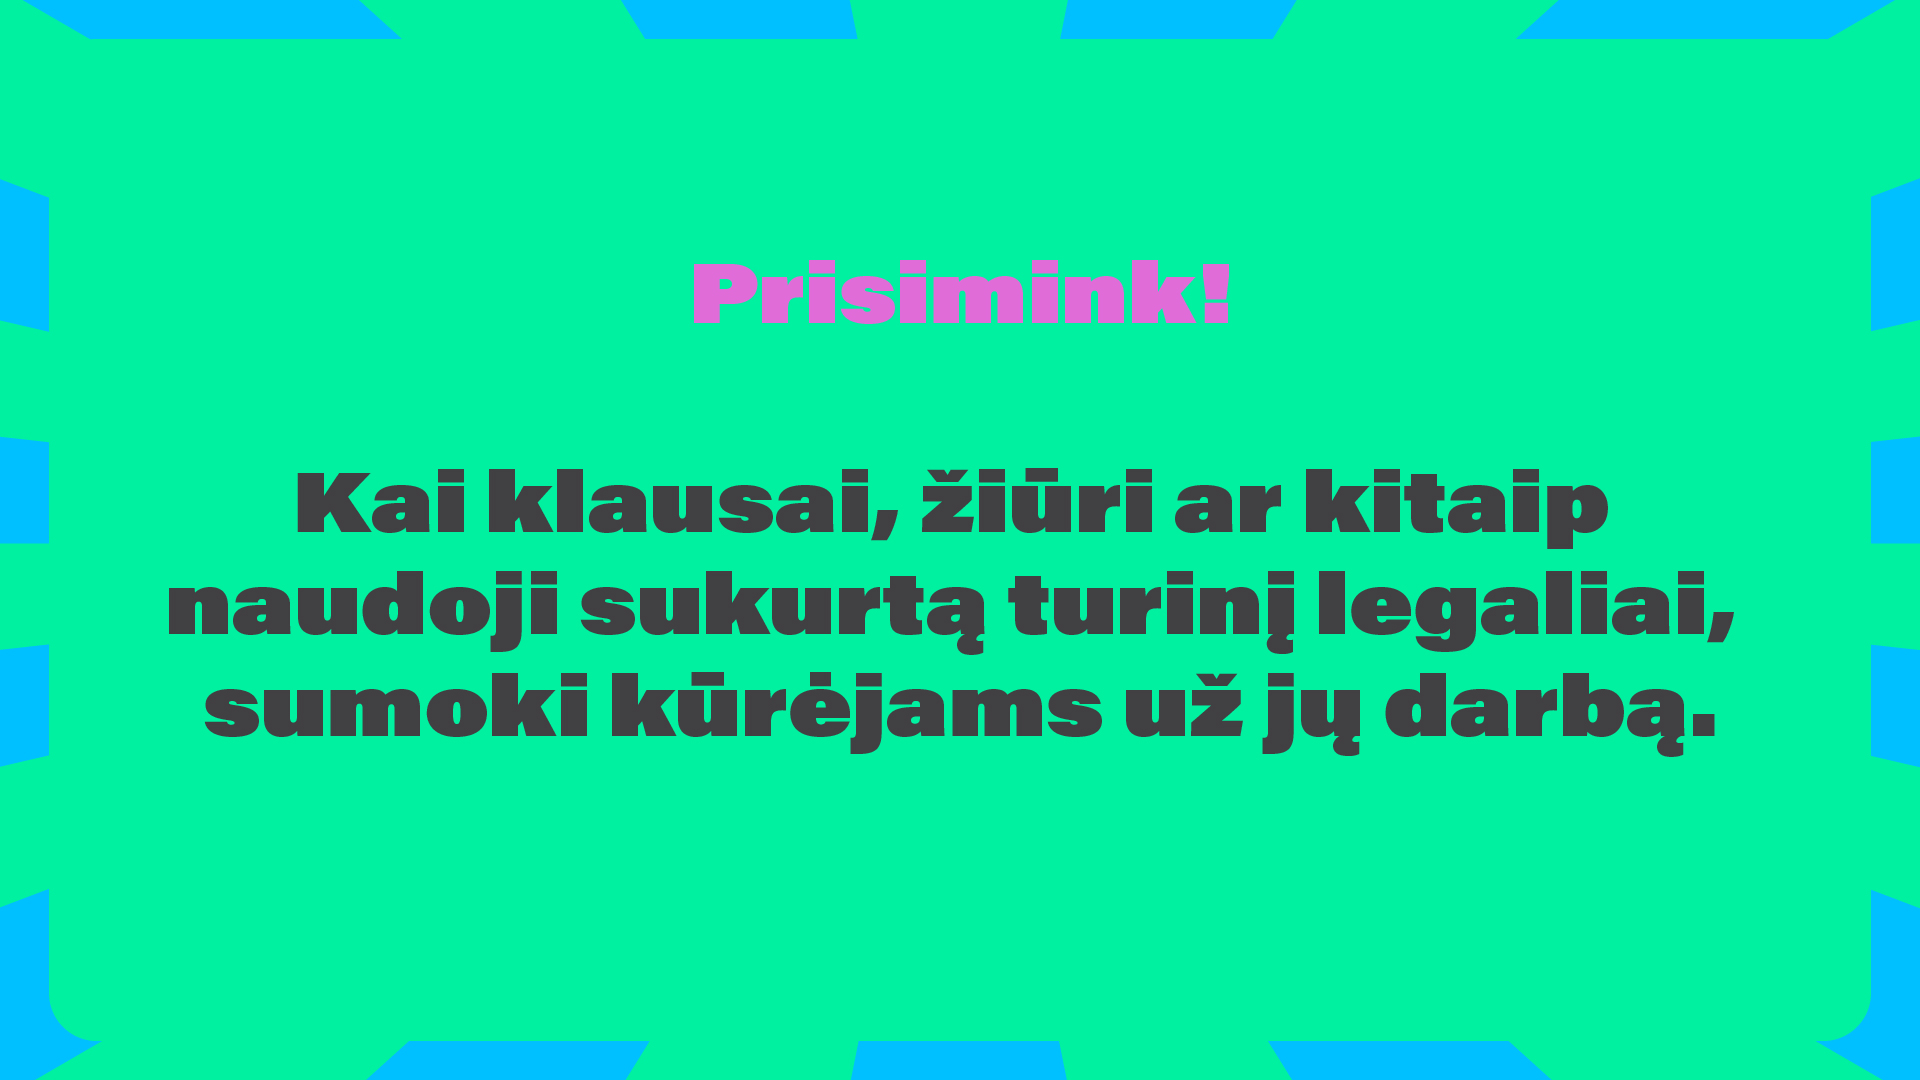 Prisimink!
Kai klausai, žiūri ar kitaip
naudoji sukurtą turinį legaliai,
sumoki kūrėjams už jų darbą.